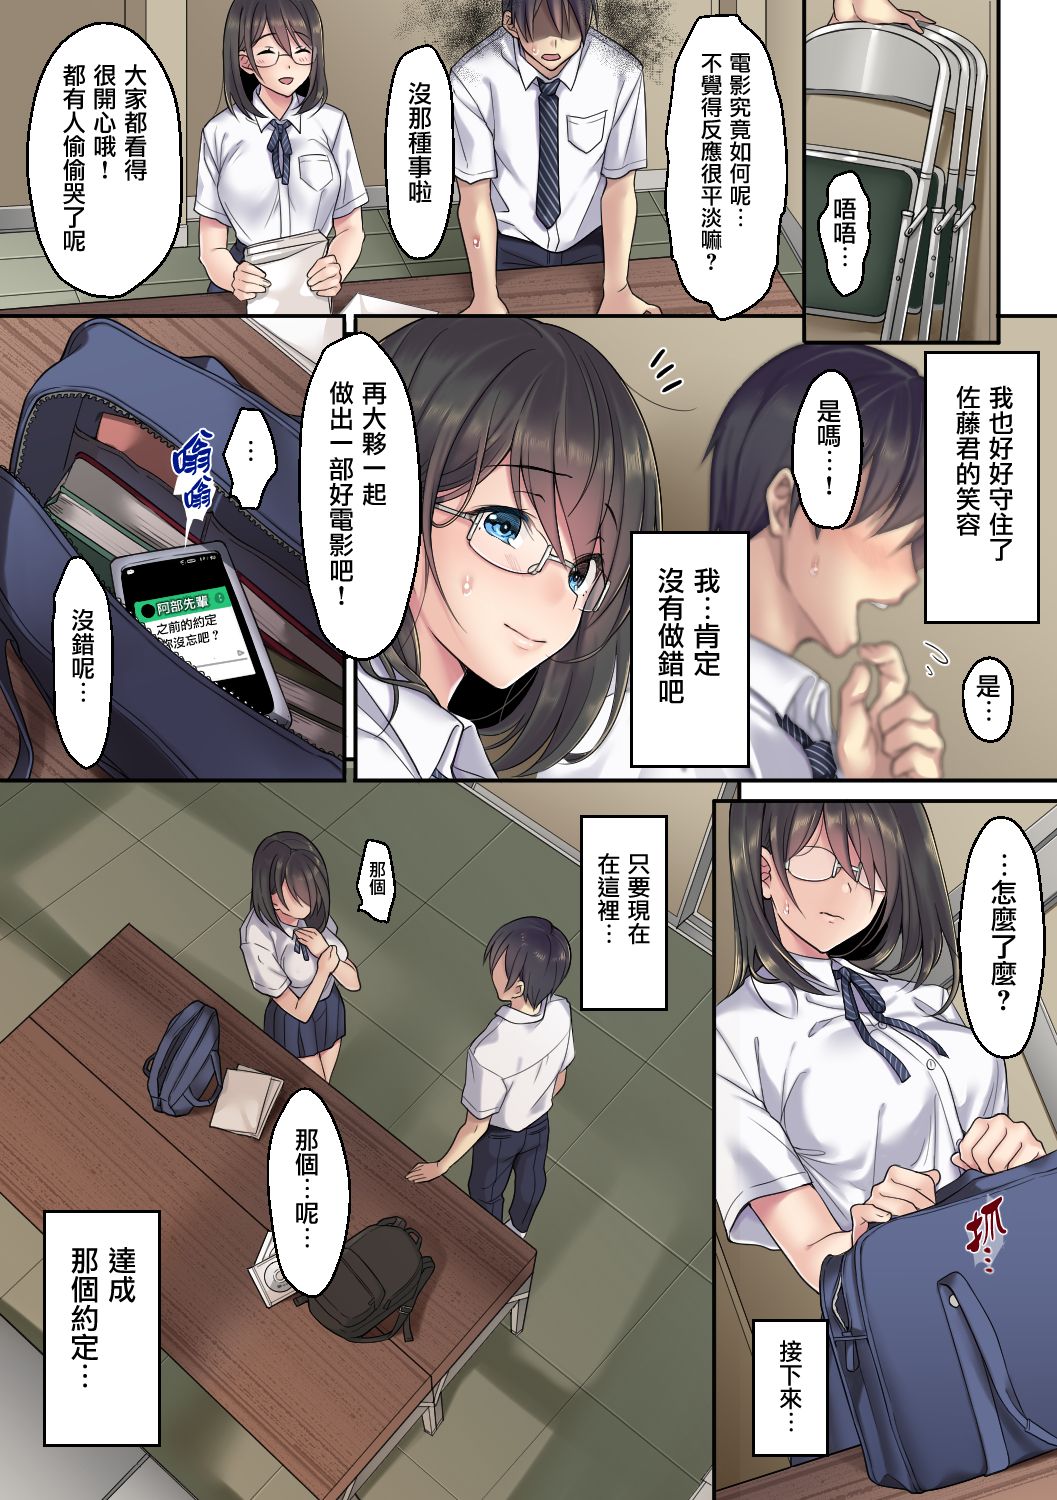 唔唔…
電影究竟如何呢…
不覺得反應很平淡嘛？
沒那種事啦
大家都看得
很開心哦！
都有人偷偷哭了呢
我也好好守住了
佐藤君的笑容
是嗎…！
是…
我…肯定
沒有做錯吧
再大夥一起
做出一部好電影吧！
…
嗡嗡
阿部先輩
之前的約定
你沒忘吧？
沒錯呢…
…怎麼了麼？
抓…
接下來…
只要現在
在這裡…
那個
那個…呢…
達成
那個約定…